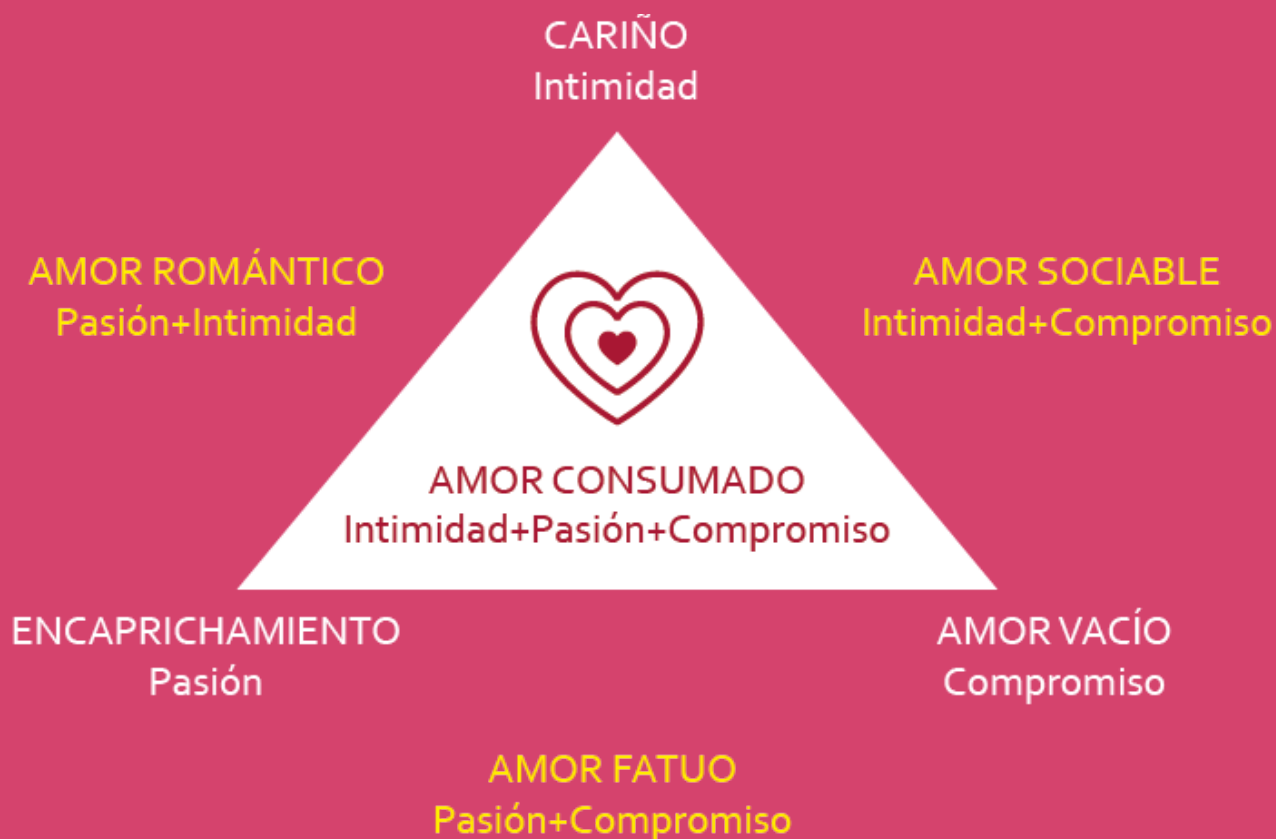 CARIÑO
Intimidad
AMOR ROMÁNTICO
Pasión+Intimidad
AMOR SOCIABLE
Intimidad+Compromiso
AMOR CONSUMADO
Intimidad+Pasión+Compromiso
ENCAPRICHAMIENTO
Pasión
AMOR VACÍO
Compromiso
AMOR FATUO
Pasión+Compromiso